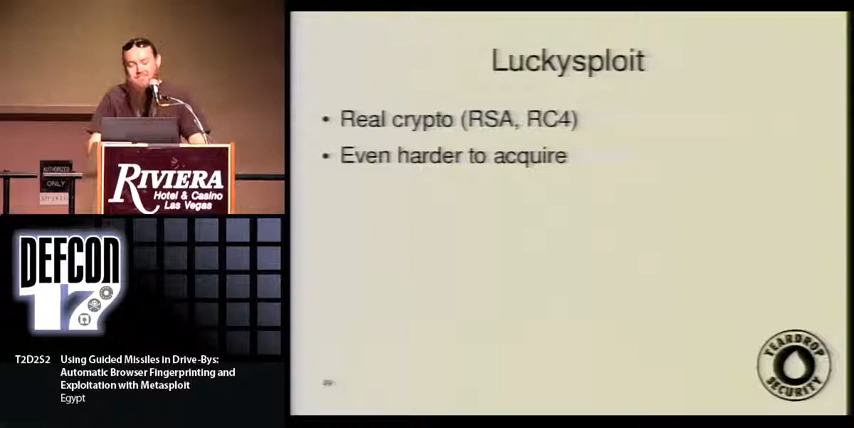 Luckysploit
• Real crypto (RSA, RC4)
• Even harder to acquire
AUTHORIZED
ONLY
RIVIERA
Hotel & Casino
Las Vegas
DEFCON
17
T2D2S2 Using Guided Missiles in Drive-Bys:
Automatic Browser Fingerprinting and
Exploitation with Metasploit
Egypt
TEARDROP
SECURITY